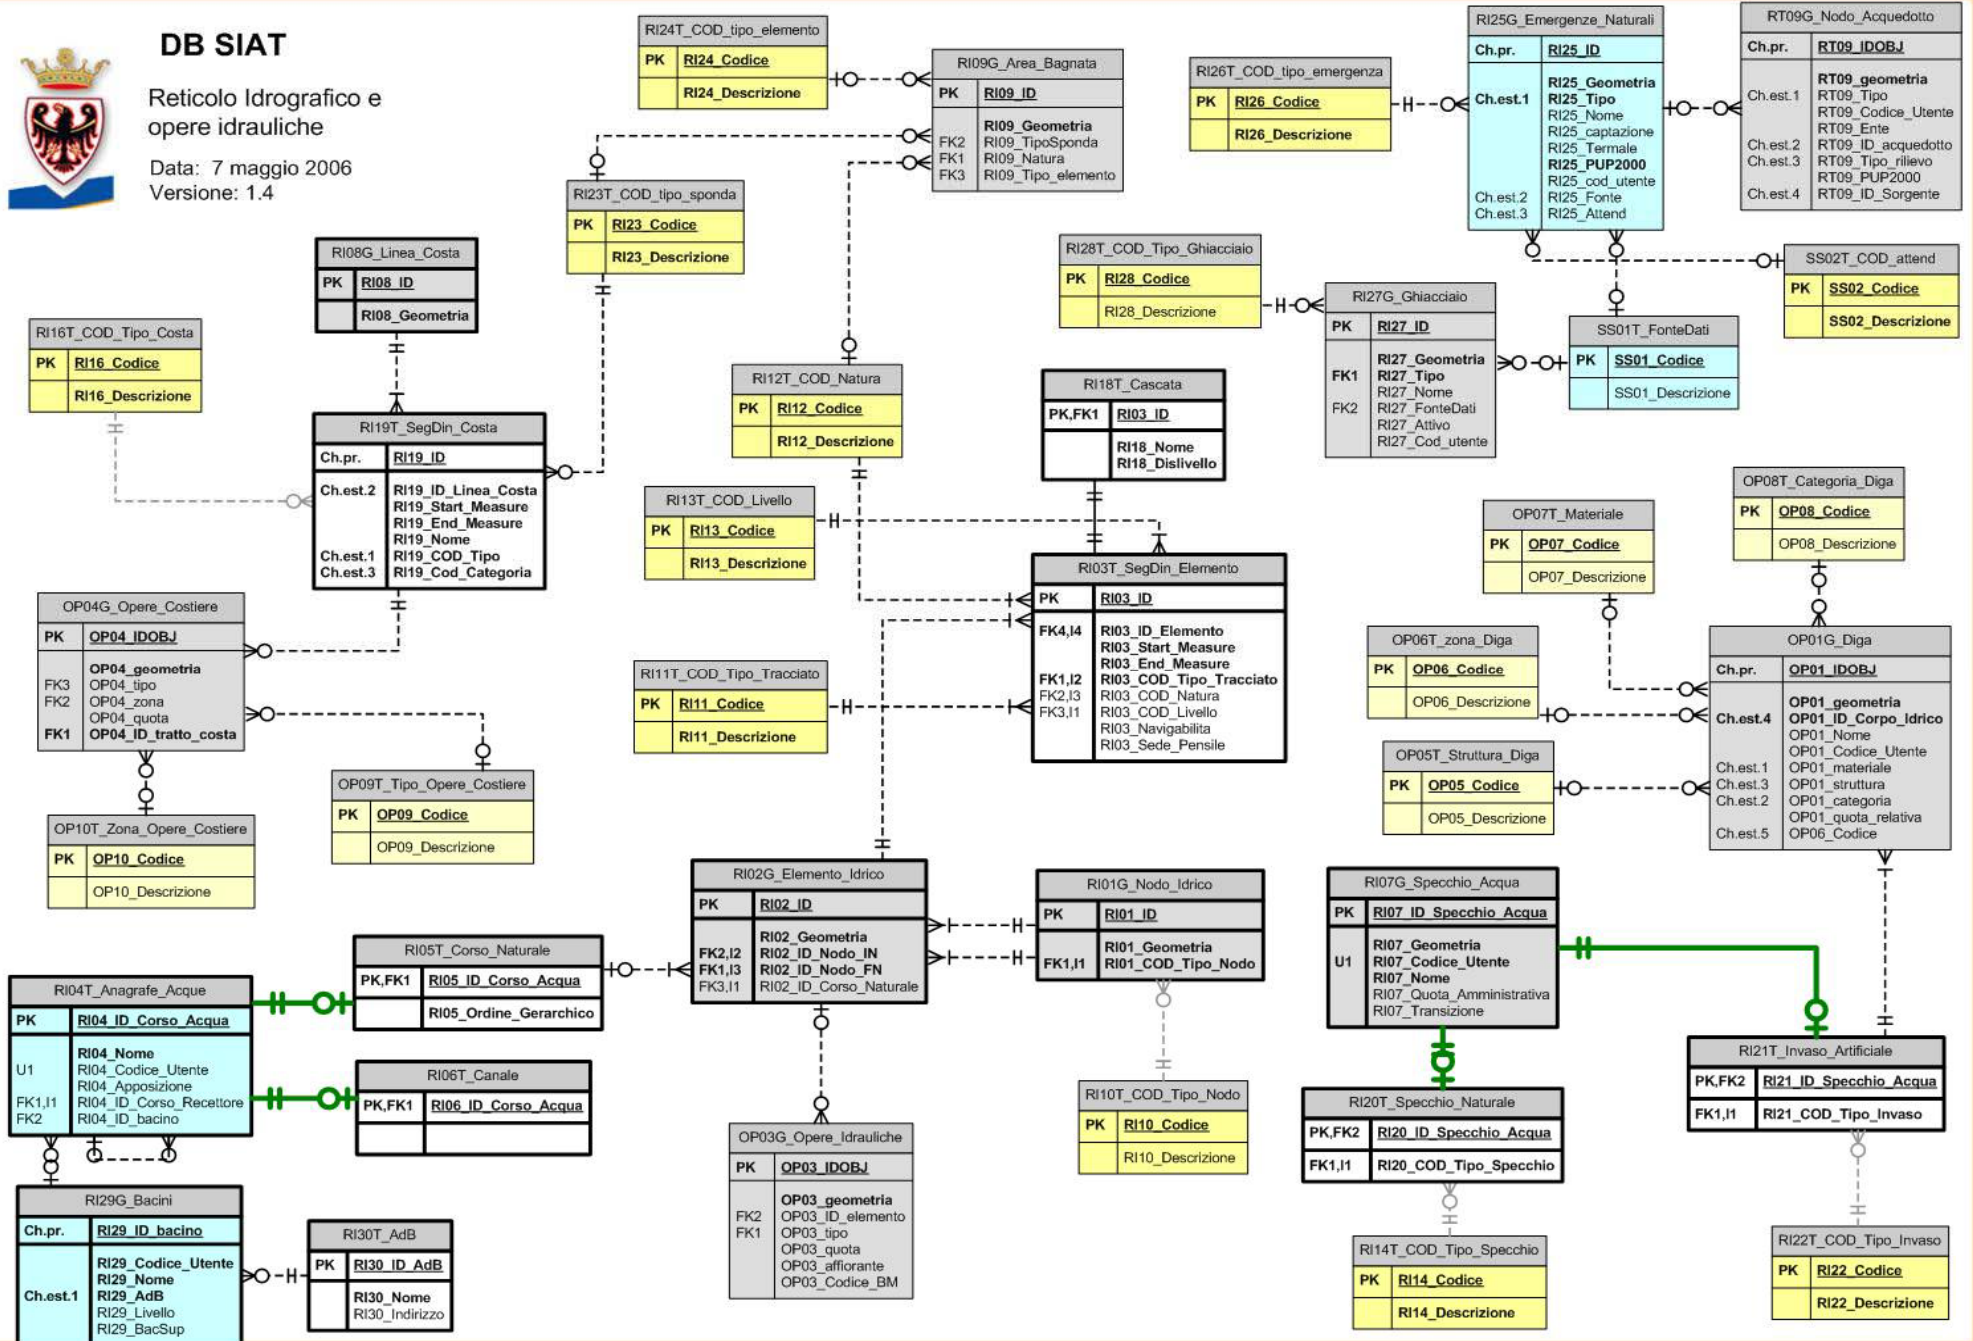 DB SIAT
Reticolo Idrografico e
opere idrauliche
Data: 7 maggio 2006
Versione: 1.4
RI24T_COD_tipo_elemento
PK RI24_Codice
RI24_Descrizione
RI09G_Area_Bagnata
PK RI09_ID
RI09_Geometria
FK2 RI09_TipoSponda
FK1 RI09_Natura
FK3 RI09_Tipo_elemento
RI26T_COD_tipo_emergenza
PK RI26_Codice
RI26_Descrizione
RI25G_Emergenze_Naturali
Ch.pr. RI25_ID
RI25_Geometria
Ch.est.1 RI25_Tipo
RI25_Nome
RI25_captazione
RI25_Termale
RI25_PUP2000
RI25_cod_utente
Ch.est.2 RI25_Fonte
Ch.est.3 RI25_Attend
RT09G_Nodo_Acquedotto
Ch.pr. RT09_IDOBJ
RT09_geometria
Ch.est.1 RT09_Tipo
RT09_Codice_Utente
RT09_Ente
Ch.est.2 RT09_ID_acquedotto
Ch.est.3 RT09_Tipo_rilievo
RT09_PUP2000
Ch.est.4 RT09_ID_Sorgente
RI23T_COD_tipo_sponda
PK RI23_Codice
RI23_Descrizione
RI08G_Linea_Costa
PK RI08_ID
RI08_Geometria
RI28T_COD_Tipo_Ghiacciaio
PK RI28_Codice
RI28_Descrizione
RI27G_Ghiacciaio
PK RI27_ID
RI27_Geometria
FK1 RI27_Tipo
RI27_Nome
FK2 RI27_FonteDati
RI27_Attivo
RI27_Cod_utente
SS02T_COD_attend
PK SS02_Codice
SS02_Descrizione
SS01T_FonteDati
PK SS01_Codice
SS01_Descrizione
RI16T_COD_Tipo_Costa
PK RI16_Codice
RI16_Descrizione
RI12T_COD_Natura
PK RI12_Codice
RI12_Descrizione
RI18T_Cascata
PK,FK1 RI03_ID
RI18_Nome
RI18_Dislivello
RI19T_SegDin_Costa
Ch.pr. RI19_ID
Ch.est.2 RI19_ID_Linea_Costa
RI19_Start_Measure
RI19_End_Measure
RI19_Nome
Ch.est.1 RI19_COD_Tipo
Ch.est.3 RI19_Cod_Categoria
RI13T_COD_Livello
PK RI13_Codice
RI13_Descrizione
OP07T_Materiale
PK OP07_Codice
OP07_Descrizione
OP08T_Categoria_Diga
PK OP08_Codice
OP08_Descrizione
RI03T_SegDin_Elemento
PK RI03_ID
FK4,I4 RI03_ID_Elemento
RI03_Start_Measure
RI03_End_Measure
FK1,I2 RI03_COD_Tipo_Tracciato
FK2,I3 RI03_COD_Natura
FK3,I1 RI03_COD_Livello
RI03_Navigabilita
RI03_Sede_Pensile
OP04G_Opere_Costiere
PK OP04_IDOBJ
OP04_geometria
FK3 OP04_tipo
FK2 OP04_zona
OP04_quota
FK1 OP04_ID_tratto_costa
RI11T_COD_Tipo_Tracciato
PK RI11_Codice
RI11_Descrizione
OP06T_zona_Diga
PK OP06_Codice
OP06_Descrizione
OP01G_Diga
Ch.pr. OP01_IDOBJ
OP01_geometria
Ch.est.4 OP01_ID_Corpo_Idrico
OP01_Nome
OP01_Codice_Utente
Ch.est.1 OP01_materiale
Ch.est.3 OP01_struttura
Ch.est.2 OP01_categoria
OP01_quota_relativa
Ch.est.5 OP06_Codice
OP05T_Struttura_Diga
PK OP05_Codice
OP05_Descrizione
OP09T_Tipo_Opere_Costiere
PK OP09_Codice
OP09_Descrizione
OP10T_Zona_Opere_Costiere
PK OP10_Codice
OP10_Descrizione
RI02G_Elemento_Idrico
PK RI02_ID
RI02_Geometria
FK2,I2 RI02_ID_Nodo_IN
FK1,I3 RI02_ID_Nodo_FN
FK3,I1 RI02_ID_Corso_Naturale
RI01G_Nodo_Idrico
PK RI01_ID
RI01_Geometria
FK1,I1 RI01_COD_Tipo_Nodo
RI07G_Specchio_Acqua
PK RI07_ID_Specchio_Acqua
RI07_Geometria
U1 RI07_Codice_Utente
RI07_Nome
RI07_Quota_Amministrativa
RI07_Transizione
RI05T_Corso_Naturale
PK,FK1 RI05_ID_Corso_Acqua
RI05_Ordine_Gerarchico
RI04T_Anagrafe_Acque
PK RI04_ID_Corso_Acqua
RI04_Nome
U1 RI04_Codice_Utente
RI04_Apposizione
FK1,I1 RI04_ID_Corso_Recettore
FK2 RI04_ID_bacino
RI06T_Canale
PK,FK1 RI06_ID_Corso_Acqua
RI10T_COD_Tipo_Nodo
PK RI10_Codice
RI10_Descrizione
RI20T_Specchio_Naturale
PK,FK2 RI20_ID_Specchio_Acqua
FK1,I1 RI20_COD_Tipo_Specchio
RI21T_Invaso_Artificiale
PK,FK2 RI21_ID_Specchio_Acqua
FK1,I1 RI21_COD_Tipo_Invaso
OP03G_Opere_Idrauliche
PK OP03_IDOBJ
OP03_geometria
FK2 OP03_ID_elemento
FK1 OP03_tipo
OP03_quota
OP03_affiorante
OP03_Codice_BM
RI29G_Bacini
Ch.pr. RI29_ID_bacino
RI29_Codice_Utente
RI29_Nome
Ch.est.1 RI29_AdB
RI29_Livello
RI29_BacSup
RI30T_AdB
PK RI30_ID_AdB
RI30_Nome
RI30_Indirizzo
RI14T_COD_Tipo_Specchio
PK RI14_Codice
RI14_Descrizione
RI22T_COD_Tipo_Invaso
PK RI22_Codice
RI22_Descrizione